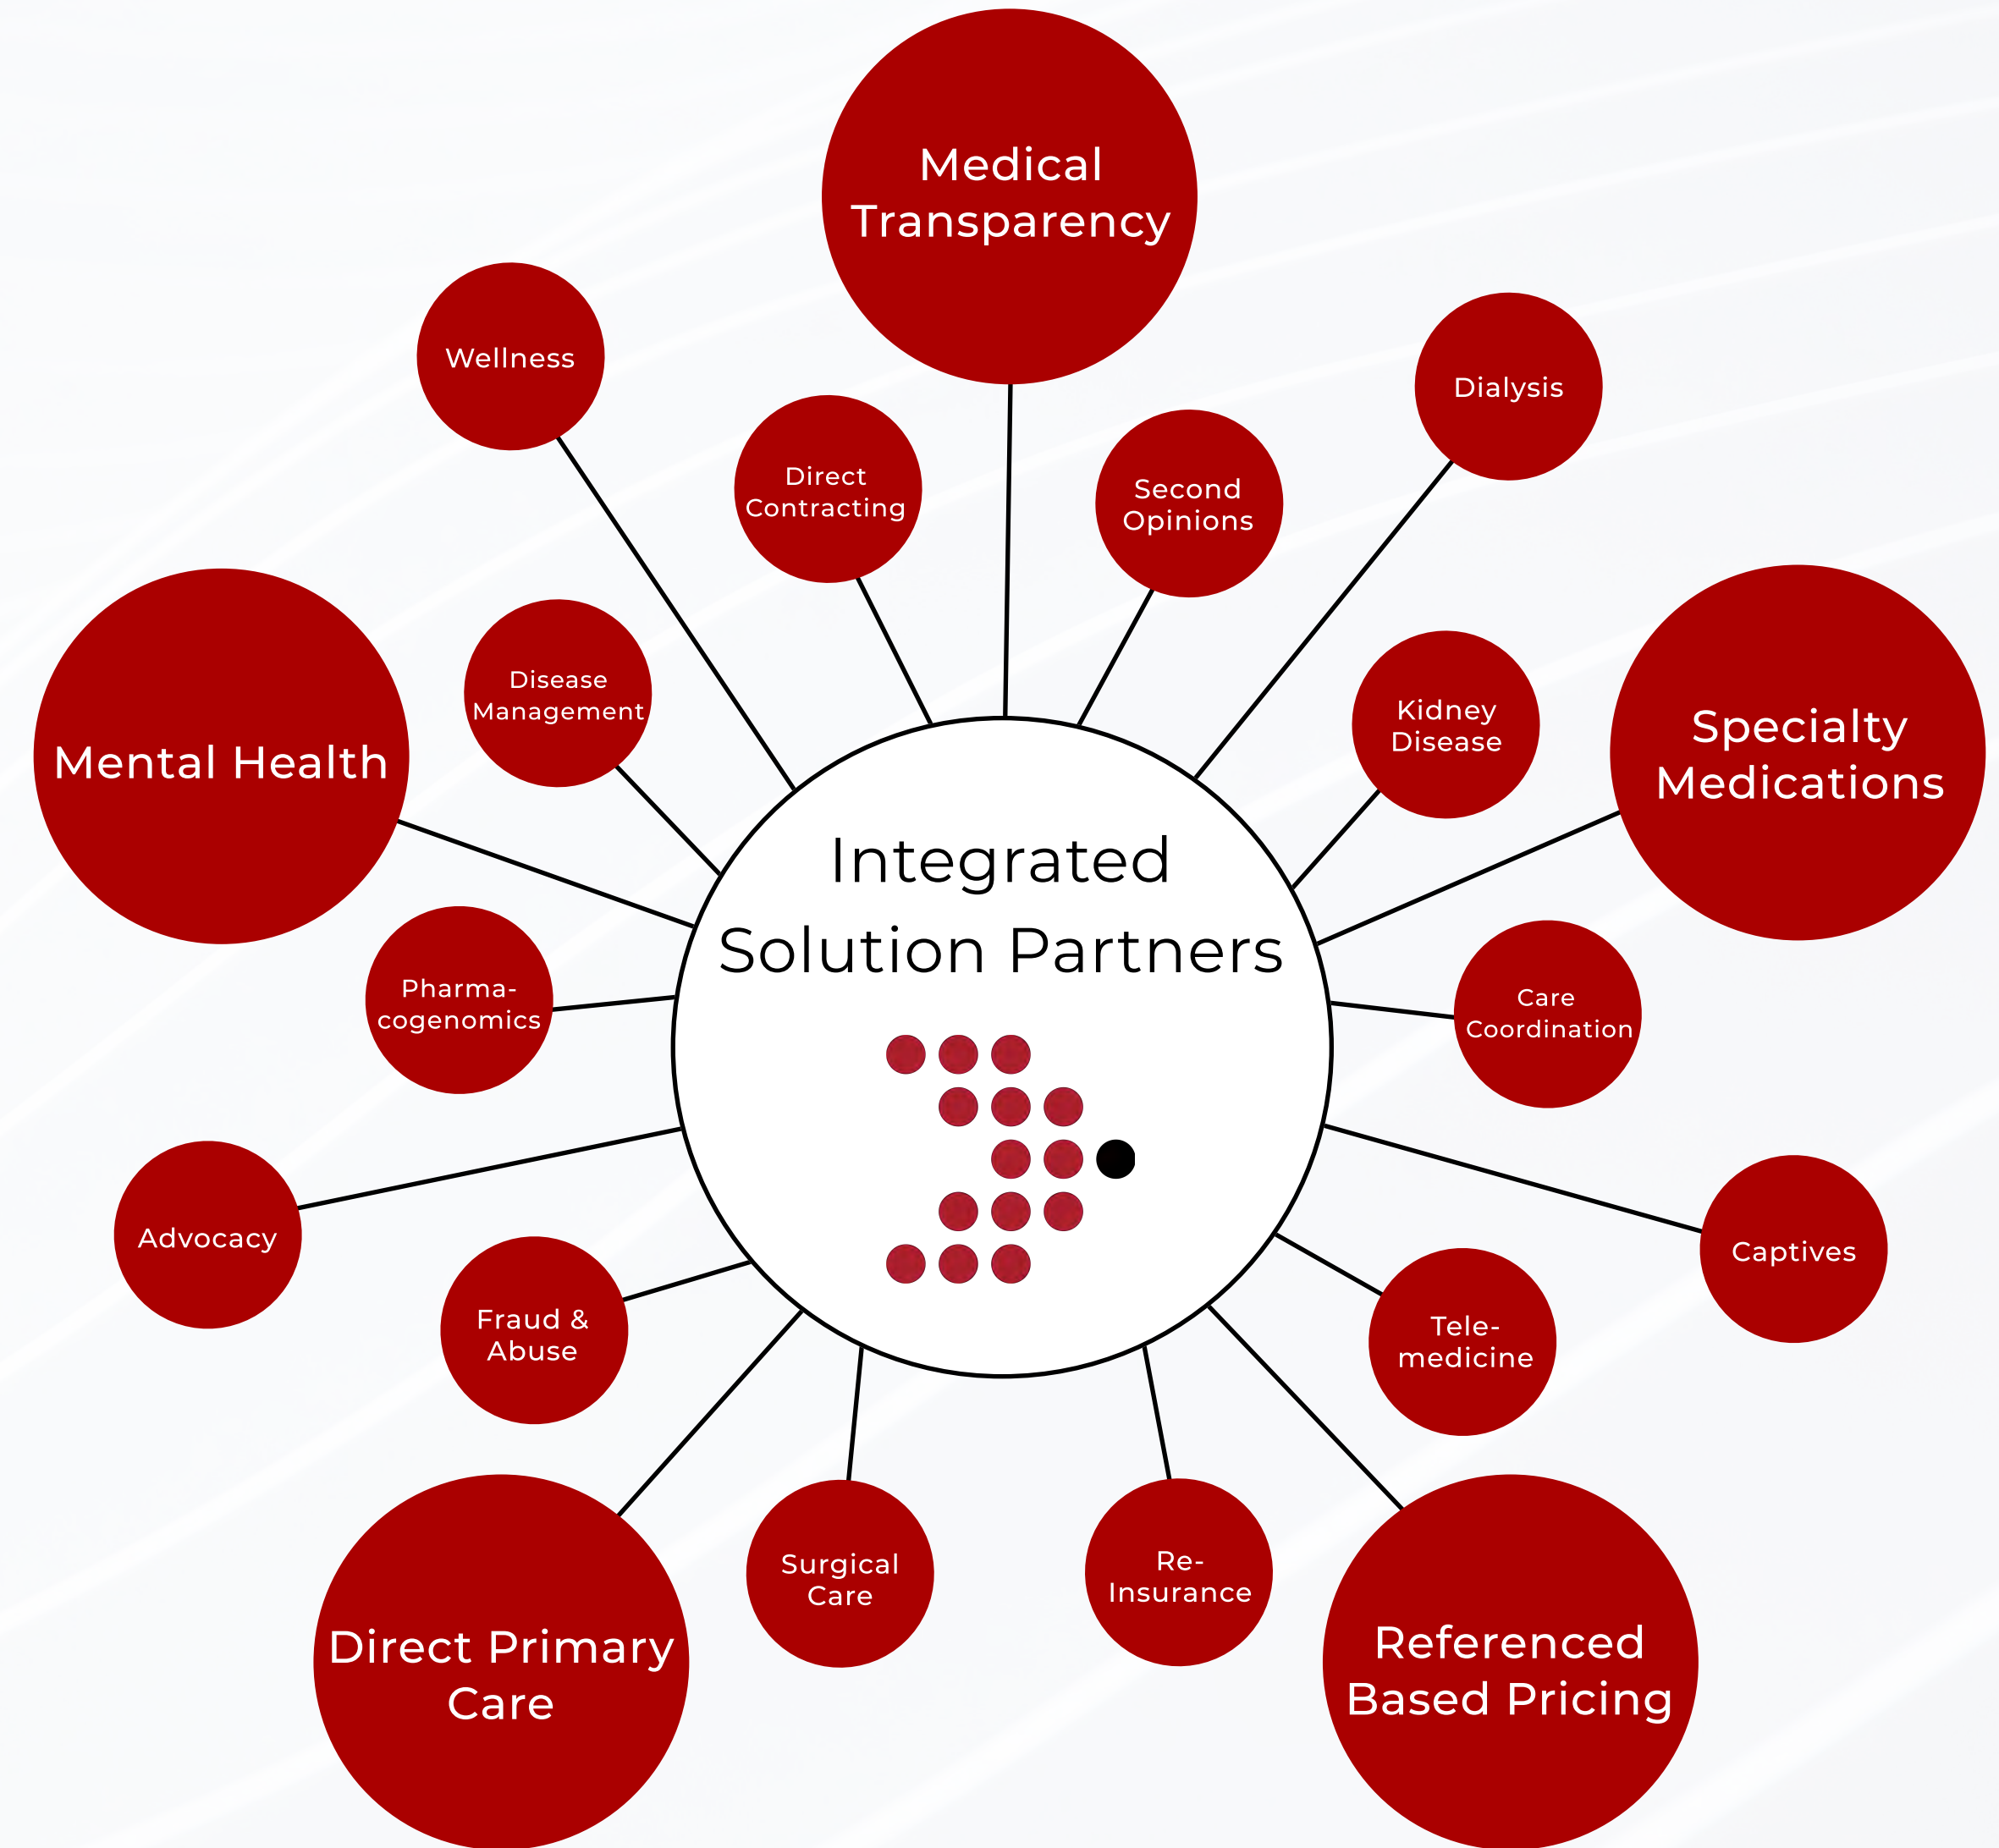 Medical
Transparency
Wellness
Dialysis
Direct
Contracting
Second
Opinions
Disease
Management
Kidney
Disease
Mental Health
Specialty
Medications
Integrated
Solution Partners
Pharma-
cogenomics
Care
Coordination
Advocacy
Captives
Fraud &
Abuse
Tele-
medicine
Surgical
Care
Re-
Insurance
Direct Primary
Care
Referenced
Based Pricing